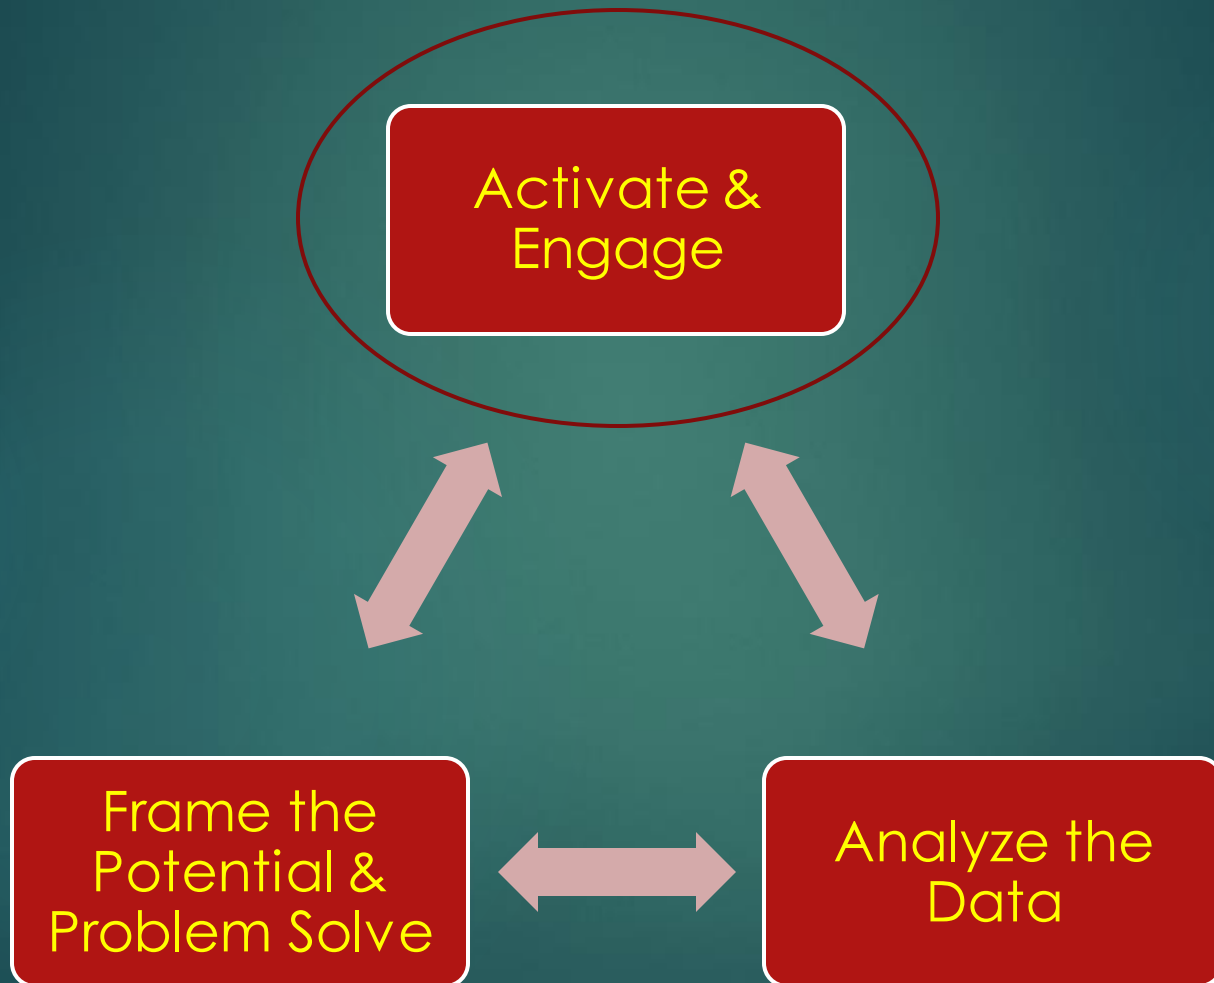 Activate &
Engage
Frame the
Potential &
Problem Solve
Analyze the
Data